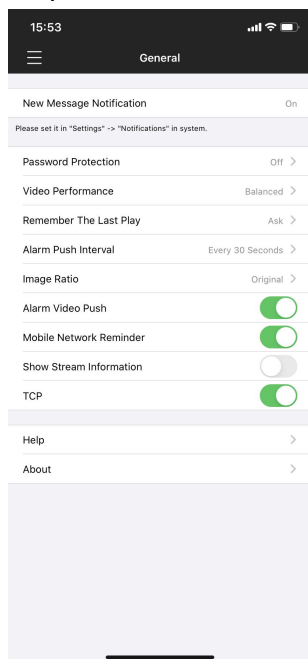 15:53
General
New Message Notification On
Please set it in "Settings" -> "Notifications" in system.
Password Protection Off
Video Performance Balanced
Remember The Last Play Ask
Alarm Push Interval Every 30 Seconds
Image Ratio Original
Alarm Video Push
Mobile Network Reminder
Show Stream Information
TCP
Help
About